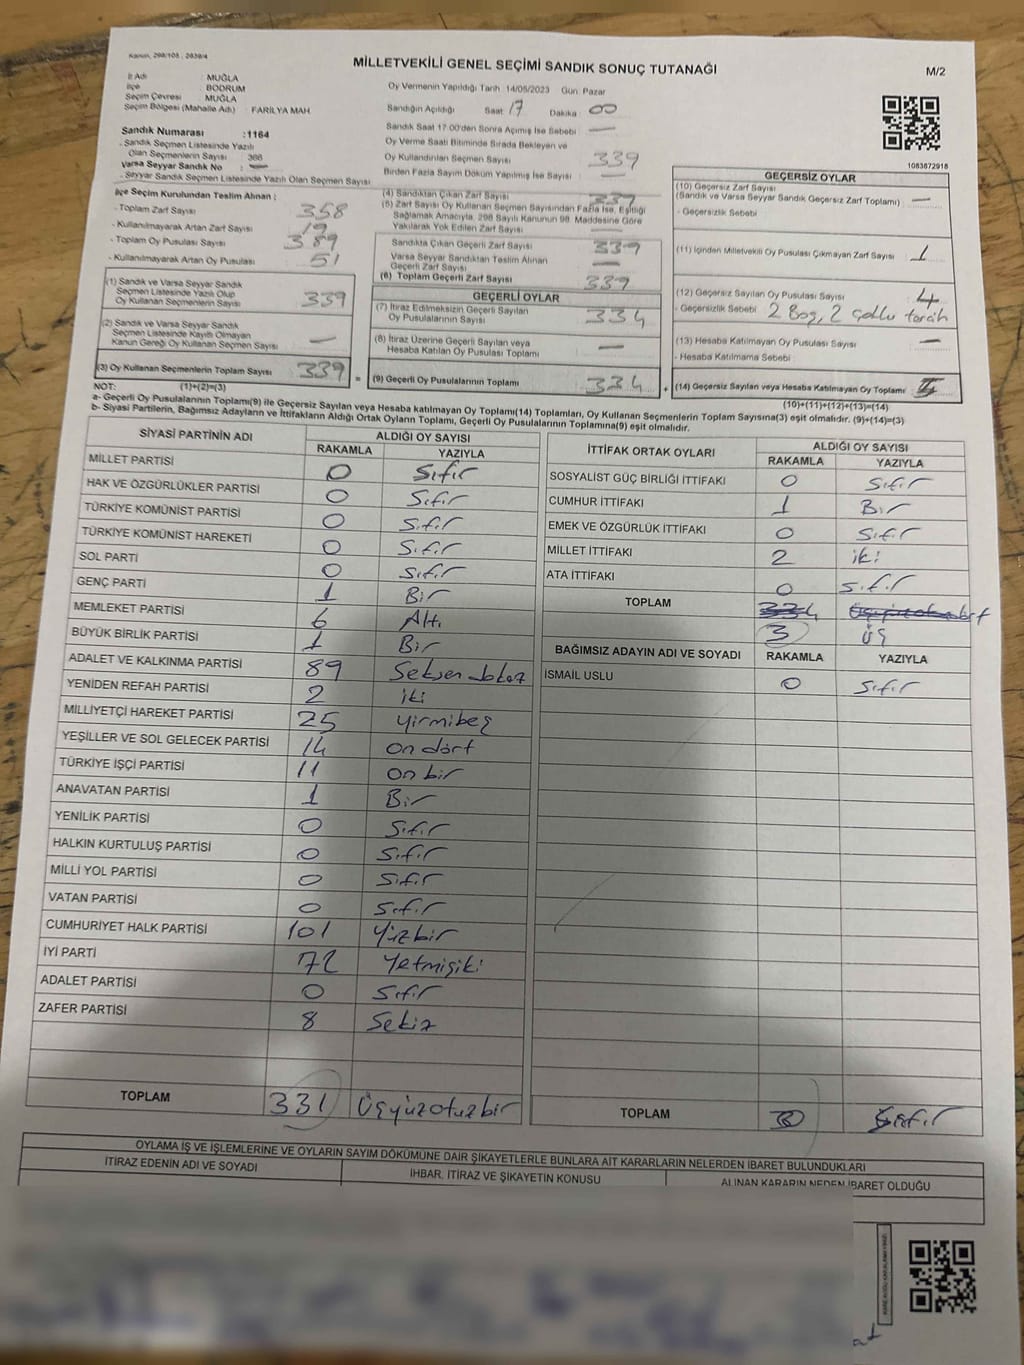 Kanun, 298/105 , 2839/4
MİLLETVEKİLİ GENEL SEÇİMİ SANDIK SONUÇ TUTANAĞI
M/2
İl Adı : MUĞLA
İlçe : BODRUM
Seçim Çevresi : MUĞLA
Seçim Bölgesi (Mahalle Adı) : FARİLYA MAH.
Sandık Numarası : 1164
- Sandık Seçmen Listesinde Yazılı
Olan Seçmenlerin Sayısı : 366
Varsa Seyyar Sandık No : —
- Seyyar Sandık Seçmen Listesinde Yazılı Olan Seçmen Sayısı
İlçe Seçim Kurulundan Teslim Alınan ;
- Toplam Zarf Sayısı 358
- Kullanılmayarak Artan Zarf Sayısı 19
- Toplam Oy Pusulası Sayısı 389
- Kullanılmayarak Artan Oy Pusulası 51
(1) Sandık ve Varsa Seyyar Sandık
Seçmen Listesinde Yazılı Olup
Oy Kullanan Seçmenlerin Sayısı 339
(2) Sandık ve Varsa Seyyar Sandık
Seçmen Listesinde Kayıtlı Olmayan
Kanun Gereği Oy Kullanan Seçmen Sayısı —
(3) Oy Kullanan Seçmenlerin Toplam Sayısı 339
Oy Vermenin Yapıldığı Tarih: 14/05/2023 Gün: Pazar
Sandığın Açıldığı Saat 17 Dakika 00
Sandık Saat 17:00'den Sonra Açılmış İse Sebebi —
Oy Verme Saati Bitiminde Sırada Bekleyen ve
Oy Kullandırılan Seçmen Sayısı 339
Birden Fazla Sayım Döküm Yapılmış İse Sayısı —
(4) Sandıktan Çıkan Zarf Sayısı 339
(5) Zarf Sayısı Oy Kullanan Seçmen Sayısından Fazla İse, Eşitliği
Sağlamak Amacıyla, 298 Sayılı Kanunun 98. Maddesine Göre
Yakılarak Yok Edilen Zarf Sayısı —
Sandıkta Çıkan Geçerli Zarf Sayısı 339
Varsa Seyyar Sandıktan Teslim Alınan
Geçerli Zarf Sayısı —
(6) Toplam Geçerli Zarf Sayısı 339
GEÇERLİ OYLAR
(7) İtiraz Edilmeksizin Geçerli Sayılan
Oy Pusulalarının Sayısı 334
(8) İtiraz Üzerine Geçerli Sayılan veya
Hesaba Katılan Oy Pusulası Toplamı —
= (9) Geçerli Oy Pusulalarının Toplamı 334 +
1083872918
GEÇERSİZ OYLAR
(10) Geçersiz Zarf Sayısı
(Sandık ve Varsa Seyyar Sandık Geçersiz Zarf Toplamı) —
- Geçersizlik Sebebi
(11) İçinden Milletvekili Oy Pusulası Çıkmayan Zarf Sayısı 1
(12) Geçersiz Sayılan Oy Pusulası Sayısı 4
- Geçersizlik Sebebi 2 Boş, 2 çoklu tercih
(13) Hesaba Katılmayan Oy Pusulası Sayısı —
- Hesaba Katılmama Sebebi
(14) Geçersiz Sayılan veya Hesaba Katılmayan Oy Toplamı 5
NOT: (1)+(2)=(3) (10)+(11)+(12)+(13)=(14)
a- Geçerli Oy Pusulalarının Toplamı(9) ile Geçersiz Sayılan veya Hesaba katılmayan Oy Toplamı(14) Toplamları, Oy Kullanan Seçmenlerin Toplam Sayısına(3) eşit olmalıdır. (9)+(14)=(3)
b- Siyasi Partilerin, Bağımsız Adayların ve İttifakların Aldığı Ortak Oyların Toplamı, Geçerli Oy Pusulalarının Toplamına(9) eşit olmalıdır.
SİYASİ PARTİNİN ADI ALDIĞI OY SAYISI
RAKAMLA YAZIYLA
MİLLET PARTİSİ 0 Sıfır
HAK VE ÖZGÜRLÜKLER PARTİSİ 0 Sıfır
TÜRKİYE KOMÜNİST PARTİSİ 0 Sıfır
TÜRKİYE KOMÜNİST HAREKETİ 0 Sıfır
SOL PARTİ 0 Sıfır
GENÇ PARTİ 1 Bir
MEMLEKET PARTİSİ 6 Altı
BÜYÜK BİRLİK PARTİSİ 1 Bir
ADALET VE KALKINMA PARTİSİ 89 Seksen dokuz
YENİDEN REFAH PARTİSİ 2 iki
MİLLİYETÇİ HAREKET PARTİSİ 25 yirmibeş
YEŞİLLER VE SOL GELECEK PARTİSİ 14 on dört
TÜRKİYE İŞÇİ PARTİSİ 11 on bir
ANAVATAN PARTİSİ 1 Bir
YENİLİK PARTİSİ 0 Sıfır
HALKIN KURTULUŞ PARTİSİ 0 Sıfır
MİLLİ YOL PARTİSİ 0 Sıfır
VATAN PARTİSİ 0 Sıfır
CUMHURİYET HALK PARTİSİ 101 Yüzbir
İYİ PARTİ 72 Yetmişiki
ADALET PARTİSİ 0 Sıfır
ZAFER PARTİSİ 8 Sekiz
TOPLAM 331 Üçyüzotuzbir
İTTİFAK ORTAK OYLARI ALDIĞI OY SAYISI
RAKAMLA YAZIYLA
SOSYALİST GÜÇ BİRLİĞİ İTTİFAKI 0 Sıfır
CUMHUR İTTİFAKI 1 Bir
EMEK VE ÖZGÜRLÜK İTTİFAKI 0 Sıfır
MİLLET İTTİFAKI 2 iki
ATA İTTİFAKI 0 Sıfır
TOPLAM 334
3 üç
BAĞIMSIZ ADAYIN ADI VE SOYADI RAKAMLA YAZIYLA
İSMAİL USLU 0 Sıfır
TOPLAM 0 Sıfır
OYLAMA İŞ VE İŞLEMLERİNE VE OYLARIN SAYIM DÖKÜMÜNE DAİR ŞİKAYETLERLE BUNLARA AİT KARARLARIN NELERDEN İBARET BULUNDUKLARI
İTİRAZ EDENİN ADI VE SOYADI İHBAR, İTİRAZ VE ŞİKAYETİN KONUSU ALINAN KARARIN NEDEN İBARET OLDUĞU